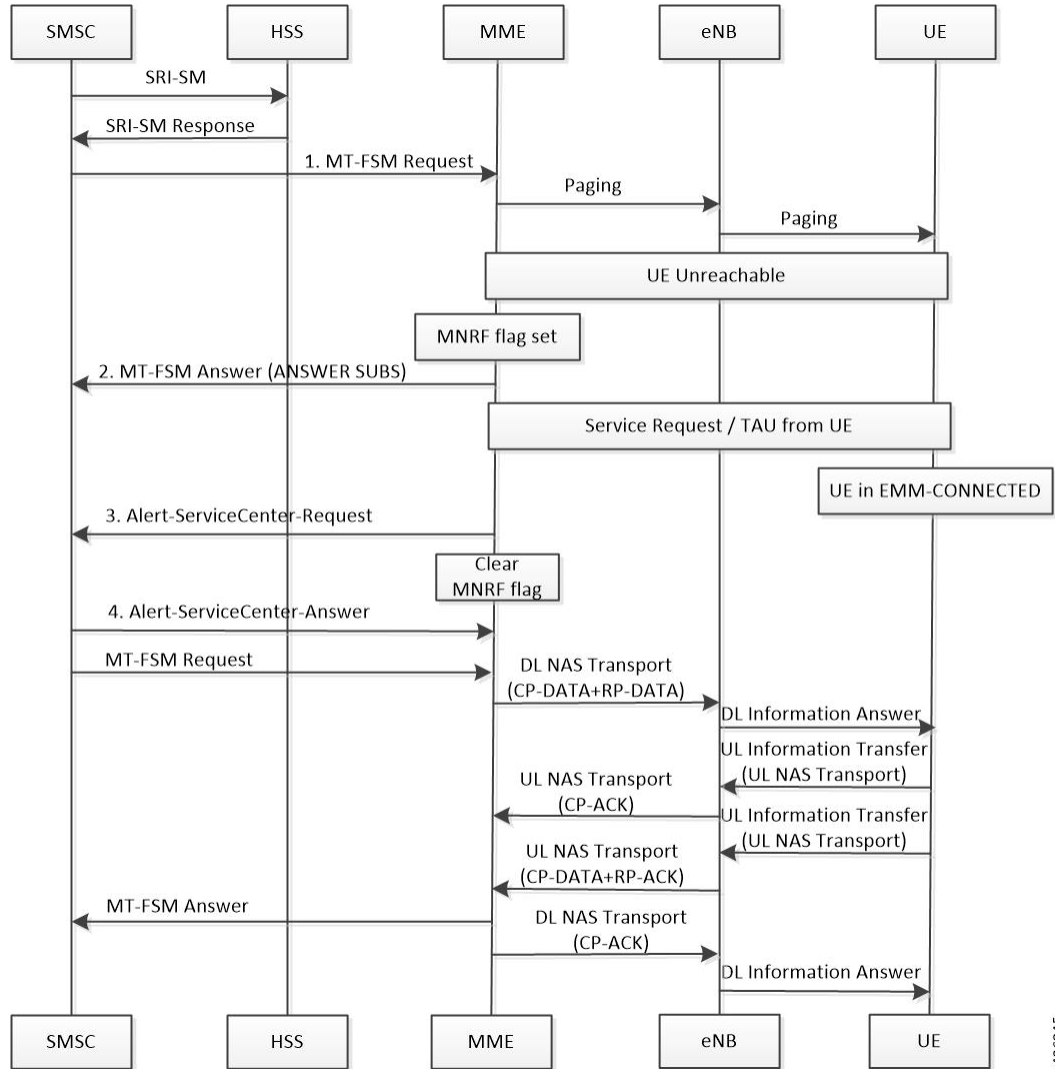 SMSC
HSS
MME
eNB
UE
SRI-SM
SRI-SM Response
1. MT-FSM Request
Paging
Paging
UE Unreachable
MNRF flag set
2. MT-FSM Answer (ANSWER SUBS)
Service Request / TAU from UE
UE in EMM-CONNECTED
3. Alert-ServiceCenter-Request
Clear
MNRF flag
4. Alert-ServiceCenter-Answer
MT-FSM Request
DL NAS Transport
(CP-DATA+RP-DATA)
DL Information Answer
UL Information Transfer
(UL NAS Transport)
UL NAS Transport
(CP-ACK)
UL Information Transfer
(UL NAS Transport)
UL NAS Transport
(CP-DATA+RP-ACK)
MT-FSM Answer
DL NAS Transport
(CP-ACK)
DL Information Answer
SMSC
HSS
MME
eNB
UE